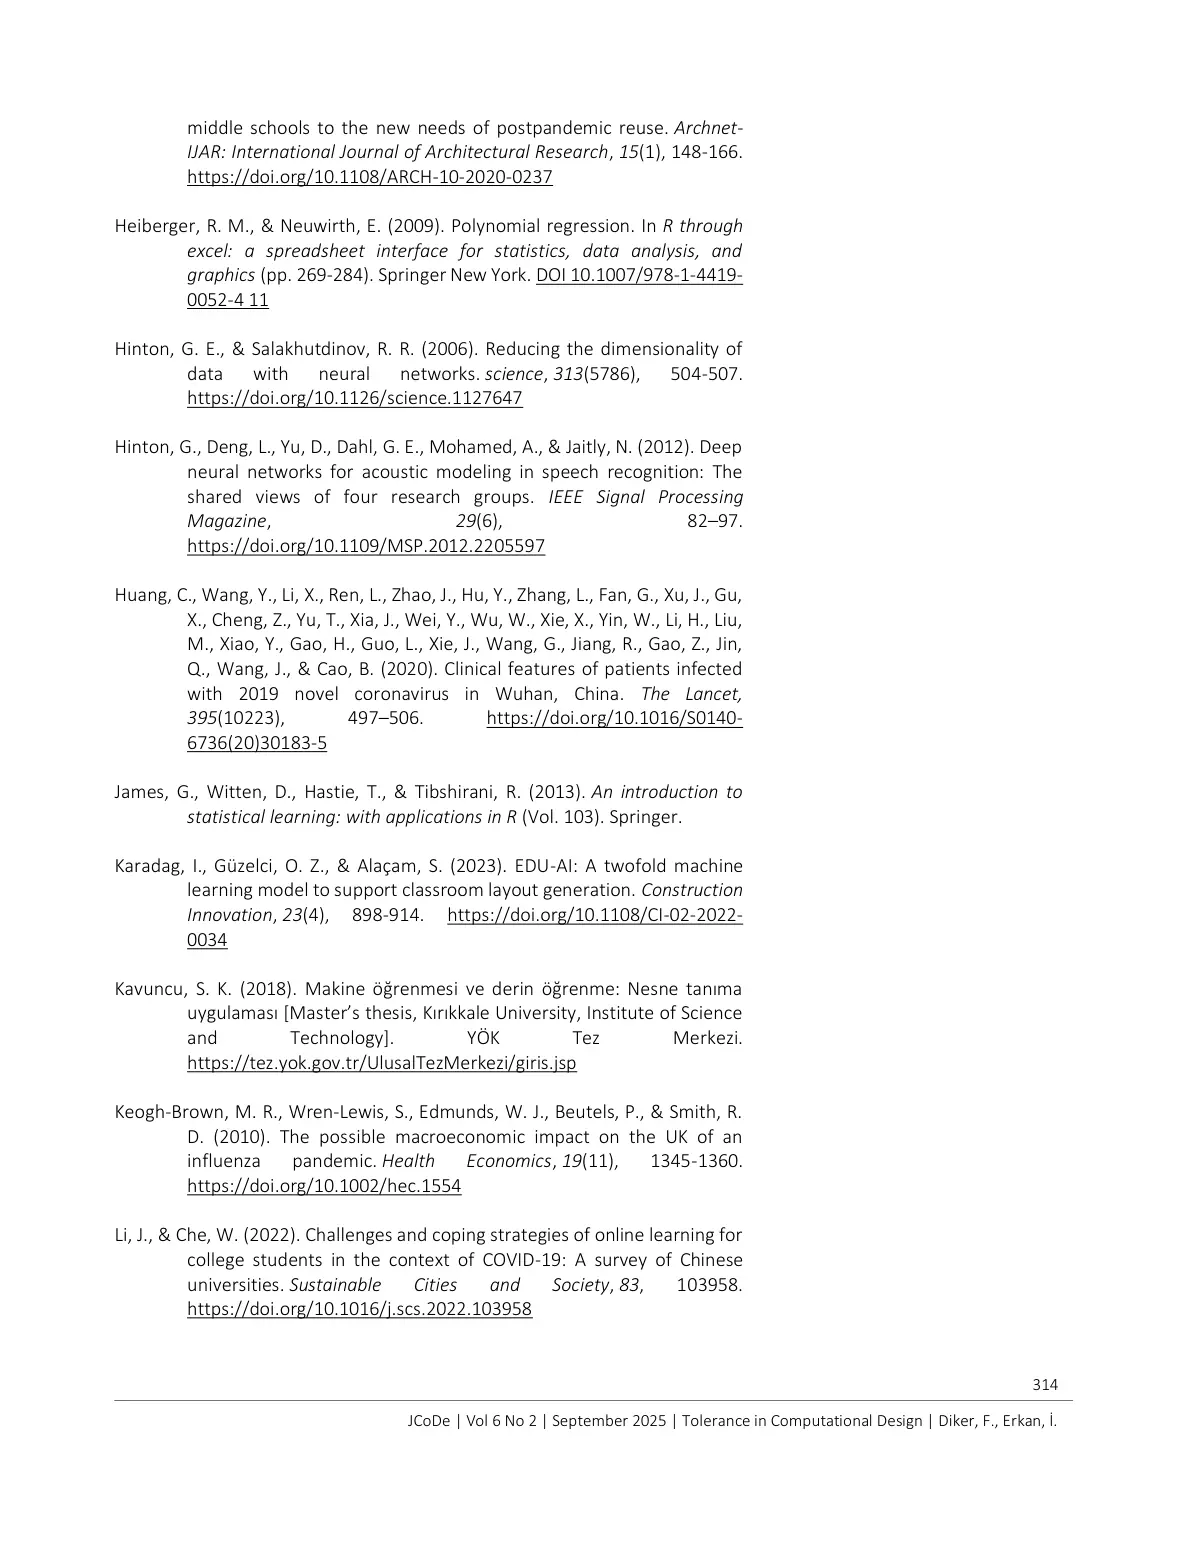 middle schools to the new needs of postpandemic reuse. Archnet-
IJAR: International Journal of Architectural Research, 15(1), 148-166.
https://doi.org/10.1108/ARCH-10-2020-0237
Heiberger, R. M., & Neuwirth, E. (2009). Polynomial regression. In R through
excel: a spreadsheet interface for statistics, data analysis, and
graphics (pp. 269-284). Springer New York. DOI 10.1007/978-1-4419-
0052-4 11
Hinton, G. E., & Salakhutdinov, R. R. (2006). Reducing the dimensionality of
data with neural networks. science, 313(5786), 504-507.
https://doi.org/10.1126/science.1127647
Hinton, G., Deng, L., Yu, D., Dahl, G. E., Mohamed, A., & Jaitly, N. (2012). Deep
neural networks for acoustic modeling in speech recognition: The
shared views of four research groups. IEEE Signal Processing
Magazine, 29(6), 82–97.
https://doi.org/10.1109/MSP.2012.2205597
Huang, C., Wang, Y., Li, X., Ren, L., Zhao, J., Hu, Y., Zhang, L., Fan, G., Xu, J., Gu,
X., Cheng, Z., Yu, T., Xia, J., Wei, Y., Wu, W., Xie, X., Yin, W., Li, H., Liu,
M., Xiao, Y., Gao, H., Guo, L., Xie, J., Wang, G., Jiang, R., Gao, Z., Jin,
Q., Wang, J., & Cao, B. (2020). Clinical features of patients infected
with 2019 novel coronavirus in Wuhan, China. The Lancet,
395(10223), 497–506. https://doi.org/10.1016/S0140-
6736(20)30183-5
James, G., Witten, D., Hastie, T., & Tibshirani, R. (2013). An introduction to
statistical learning: with applications in R (Vol. 103). Springer.
Karadag, I., Güzelci, O. Z., & Alaçam, S. (2023). EDU-AI: A twofold machine
learning model to support classroom layout generation. Construction
Innovation, 23(4), 898-914. https://doi.org/10.1108/CI-02-2022-
0034
Kavuncu, S. K. (2018). Makine öğrenmesi ve derin öğrenme: Nesne tanıma
uygulaması [Master’s thesis, Kırıkkale University, Institute of Science
and Technology]. YÖK Tez Merkezi.
https://tez.yok.gov.tr/UlusalTezMerkezi/giris.jsp
Keogh-Brown, M. R., Wren-Lewis, S., Edmunds, W. J., Beutels, P., & Smith, R.
D. (2010). The possible macroeconomic impact on the UK of an
influenza pandemic. Health Economics, 19(11), 1345-1360.
https://doi.org/10.1002/hec.1554
Li, J., & Che, W. (2022). Challenges and coping strategies of online learning for
college students in the context of COVID-19: A survey of Chinese
universities. Sustainable Cities and Society, 83, 103958.
https://doi.org/10.1016/j.scs.2022.103958
314
JCoDe | Vol 6 No 2 | September 2025 | Tolerance in Computational Design | Diker, F., Erkan, İ.